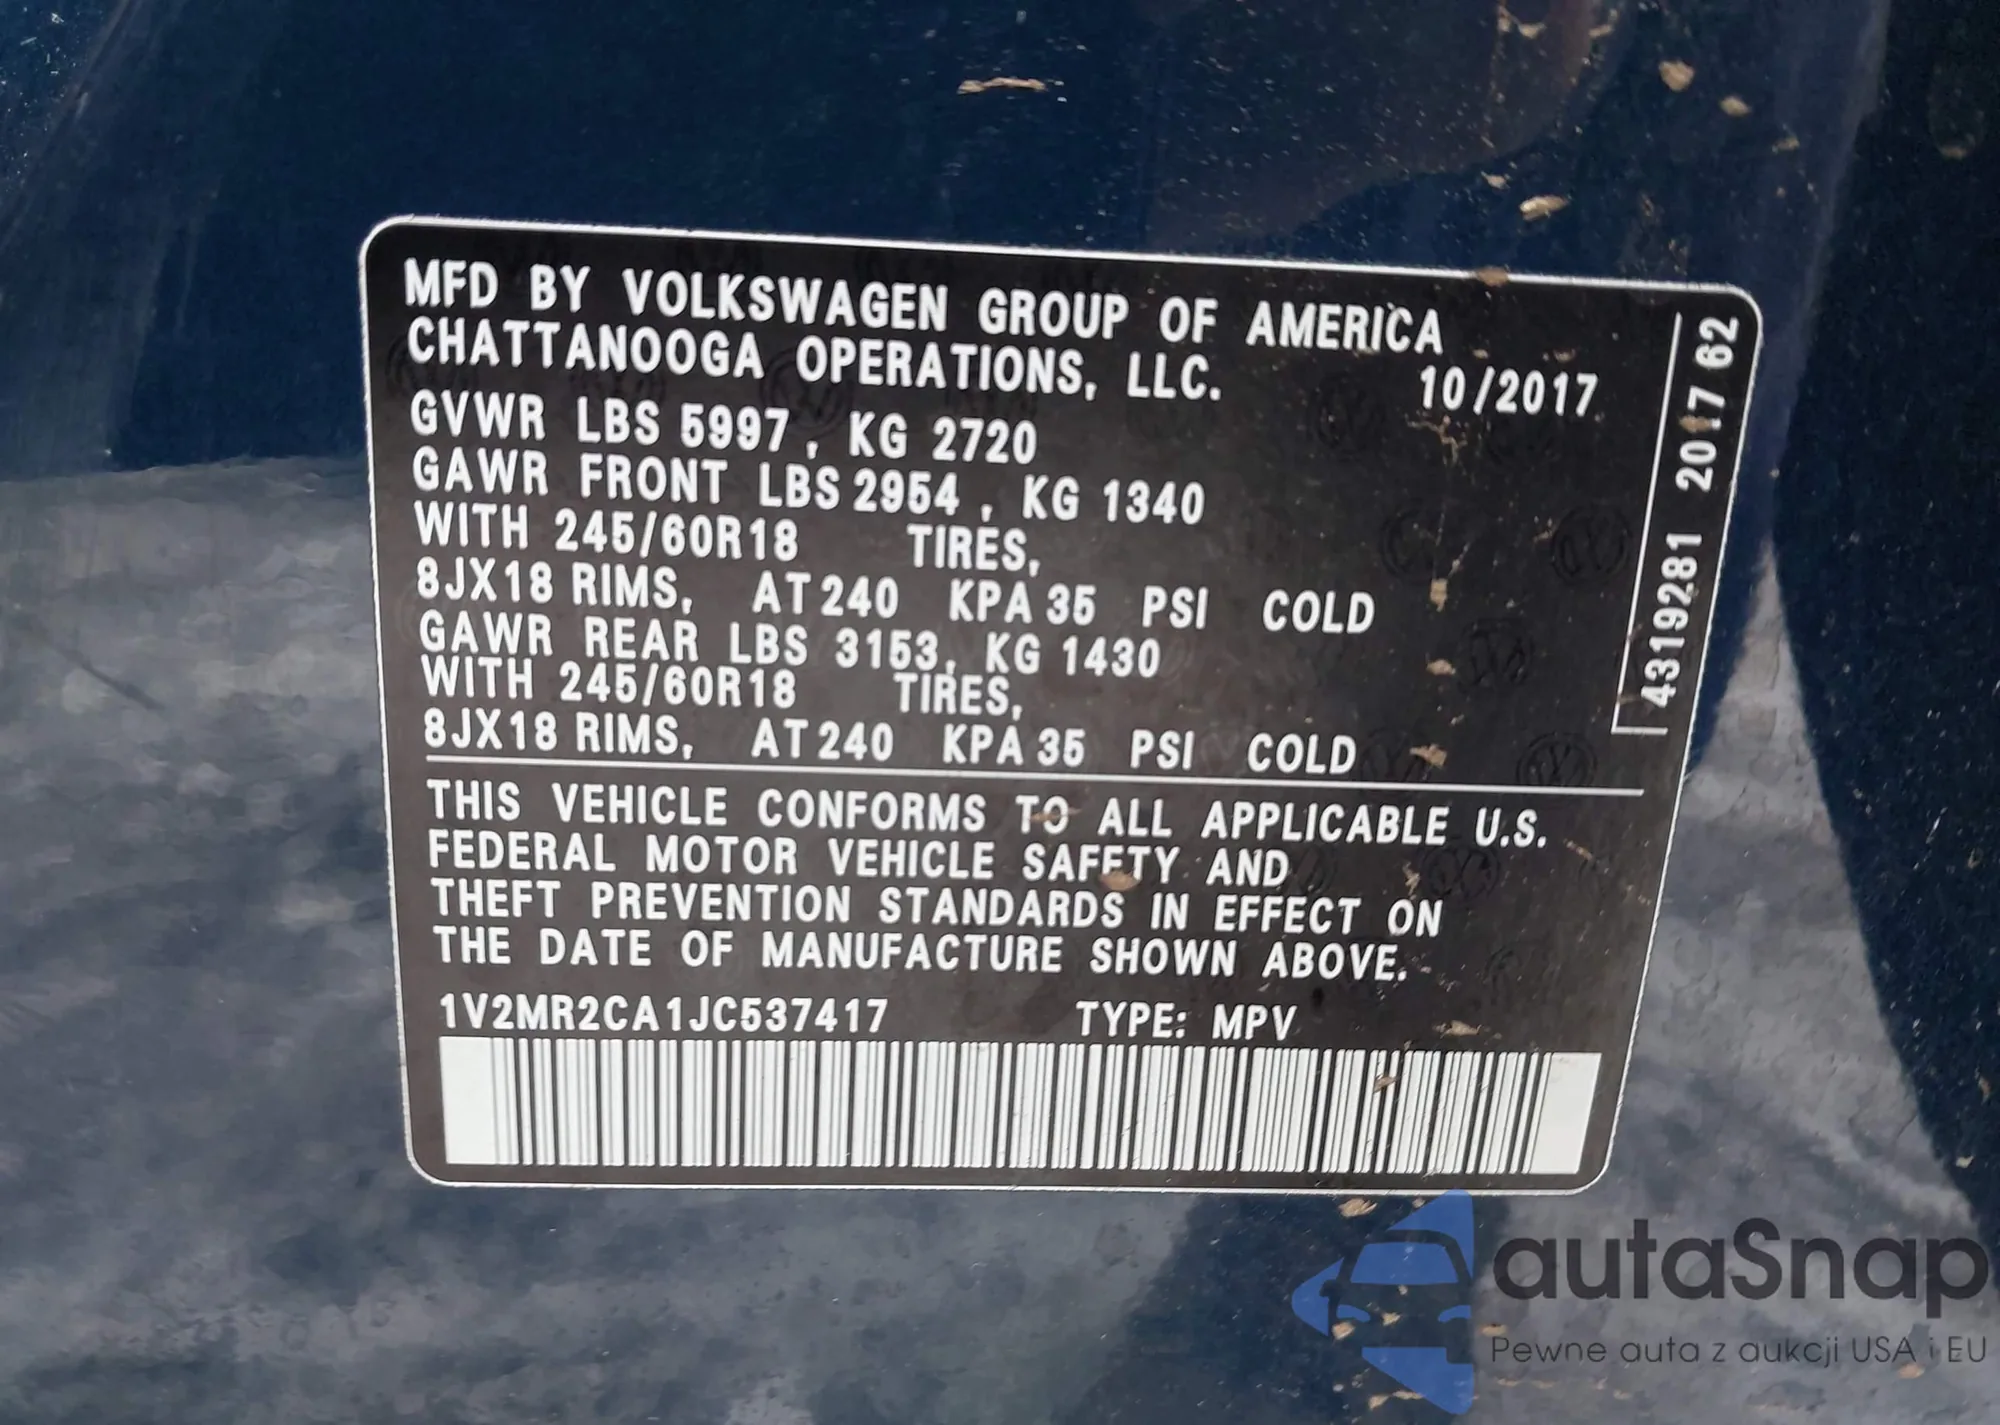 MFD BY VOLKSWAGEN GROUP OF AMERICA
CHATTANOOGA OPERATIONS, LLC. 10/2017
GVWR LBS 5997 , KG 2720
GAWR FRONT LBS 2954 , KG 1340
WITH 245/60R18 TIRES,
8JX18 RIMS, AT 240 KPA 35 PSI COLD
GAWR REAR LBS 3153, KG 1430
WITH 245/60R18 TIRES,
8JX18 RIMS, AT 240 KPA 35 PSI COLD
THIS VEHICLE CONFORMS TO ALL APPLICABLE U.S.
FEDERAL MOTOR VEHICLE SAFETY AND
THEFT PREVENTION STANDARDS IN EFFECT ON
THE DATE OF MANUFACTURE SHOWN ABOVE.
1V2MR2CA1JC537417 TYPE: MPV
4319281 2017 62
autaSnap
Pewne auta z aukcji USA i EU